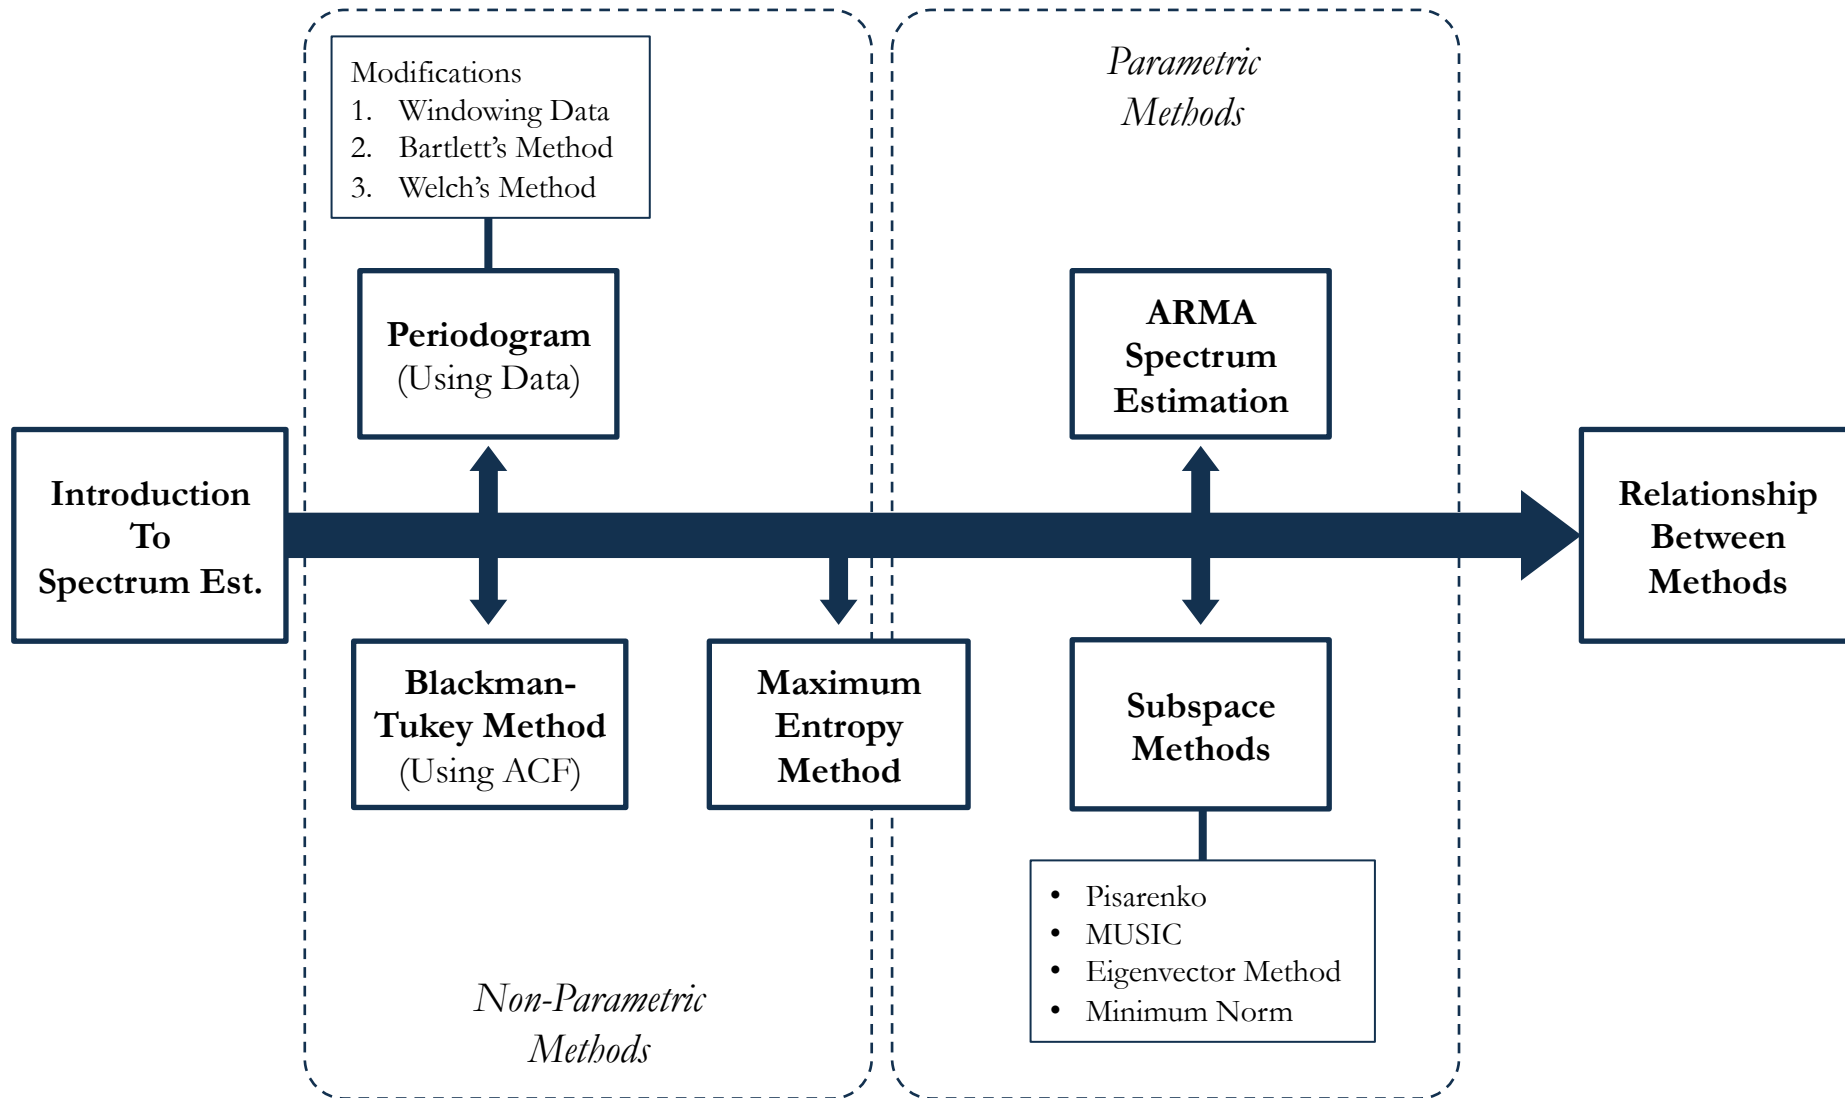 Modifications
1. Windowing Data
2. Bartlett's Method
3. Welch's Method
Parametric
Methods
Periodogram
(Using Data)
ARMA
Spectrum
Estimation
Introduction
To
Spectrum Est.
Relationship
Between
Methods
Blackman-
Tukey Method
(Using ACF)
Maximum
Entropy
Method
Subspace
Methods
• Pisarenko
• MUSIC
• Eigenvector Method
• Minimum Norm
Non-Parametric
Methods